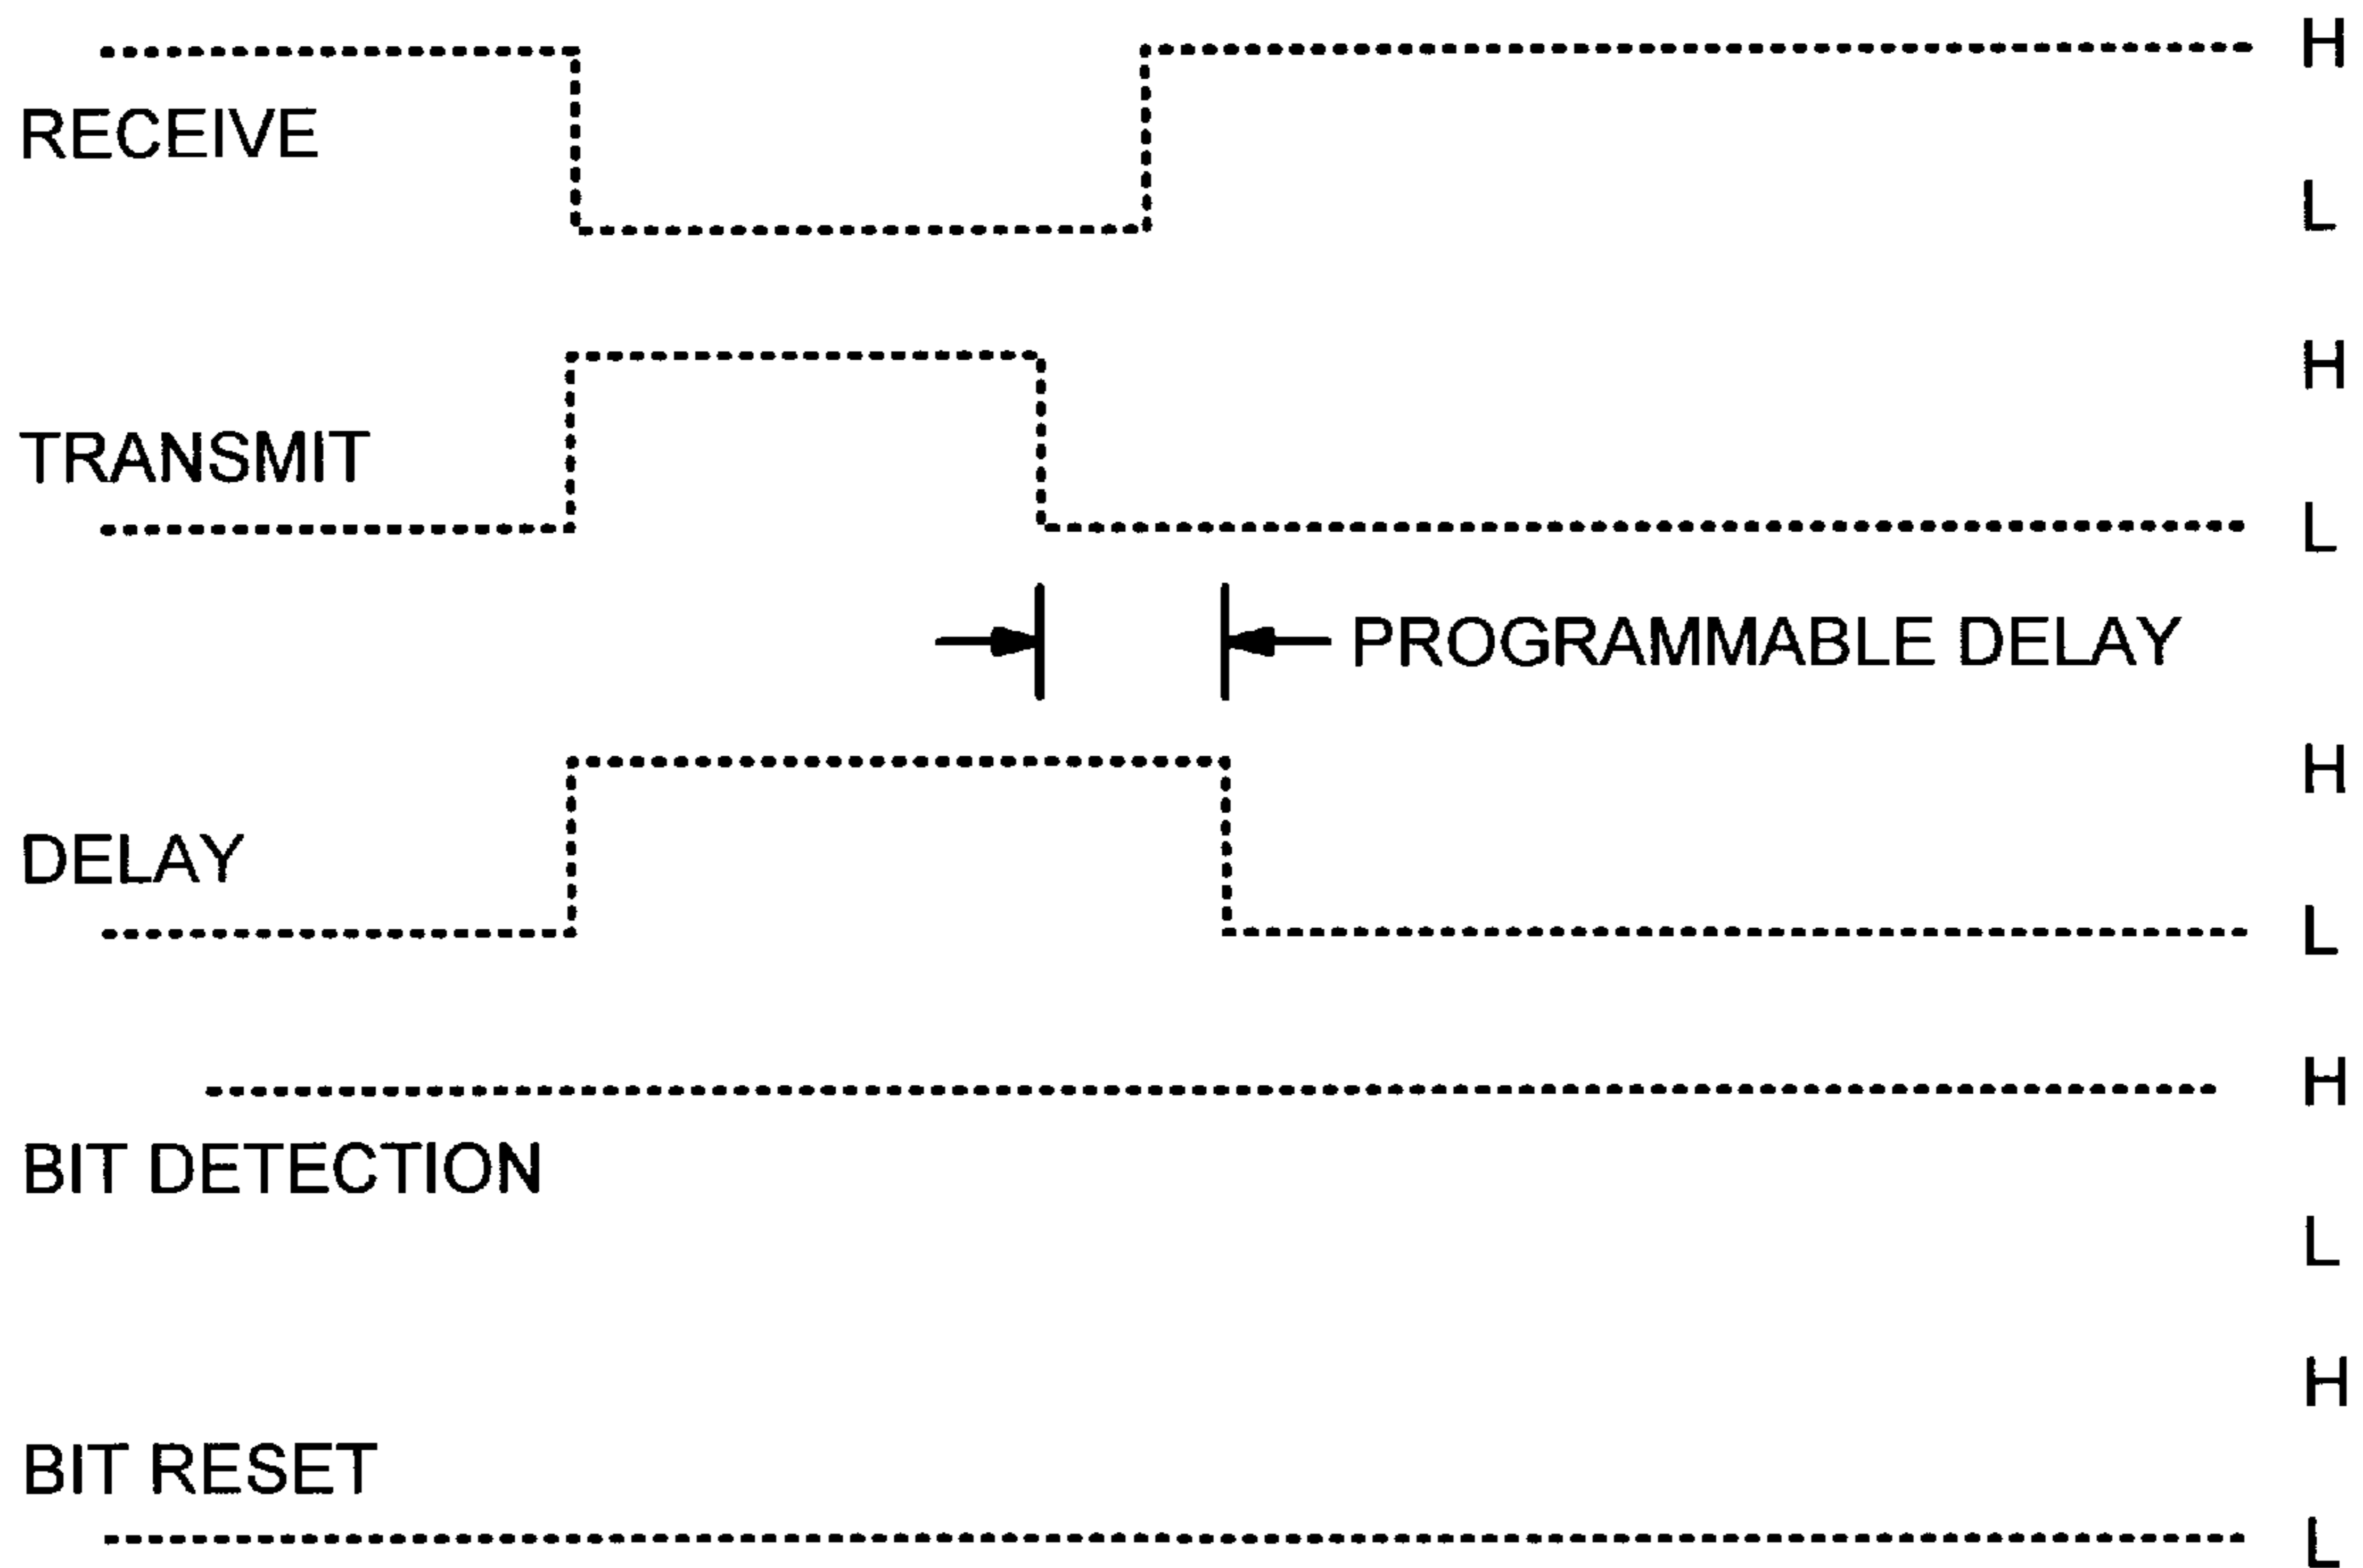 H
RECEIVE
L
H
TRANSMIT
L
PROGRAMMABLE DELAY
H
DELAY
L
H
BIT DETECTION
L
H
BIT RESET
L